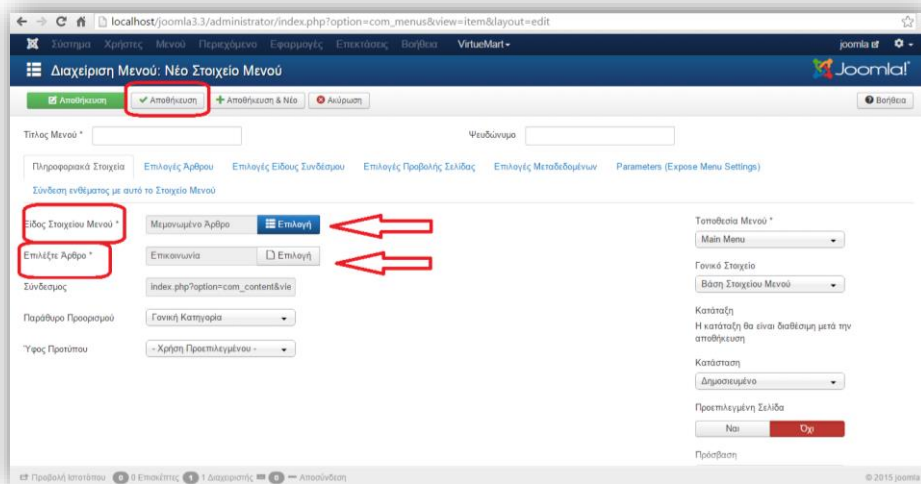 localhost/joomla3.3/administrator/index.php?option=com_menus&view=item&layout=edit
Σύστημα Χρήστες Μενού Περιεχόμενο Εφαρμογές Επεκτάσεις Βοήθεια VirtueMart joomla
Διαχείριση Μενού: Νέο Στοιχείο Μενού Joomla!
Αποθήκευση Αποθήκευση Αποθήκευση & Νέο Ακύρωση Βοήθεια
Τίτλος Μενού * Ψευδώνυμο
Πληροφοριακά Στοιχεία Επιλογές Άρθρου Επιλογές Είδους Συνδέσμου Επιλογές Προβολής Σελίδας Επιλογές Μεταδεδομένων Parameters (Expose Menu Settings)
Σύνδεση ενθέματος με αυτό το Στοιχείο Μενού
Είδος Στοιχείου Μενού * Μεμονωμένο Άρθρο Επιλογή
Επιλέξτε Άρθρο * Επικοινωνία Επιλογή
Σύνδεσμος index.php?option=com_content&vie
Παράθυρο Προορισμού Γονική Κατηγορία
Ύφος Προτύπου - Χρήση Προεπιλεγμένου -
Τοποθεσία Μενού *
Main Menu
Γονικό Στοιχείο
Βάση Στοιχείου Μενού
Κατάταξη
Η κατάταξη θα είναι διαθέσιμη μετά την
αποθήκευση
Κατάσταση
Δημοσιευμένο
Προεπιλεγμένη Σελίδα
Ναι Όχι
Πρόσβαση
Προβολή Ιστοτόπου 0 0 Επισκέπτες 1 1 Διαχειριστής 0 Αποσύνδεση © 2015 joomla